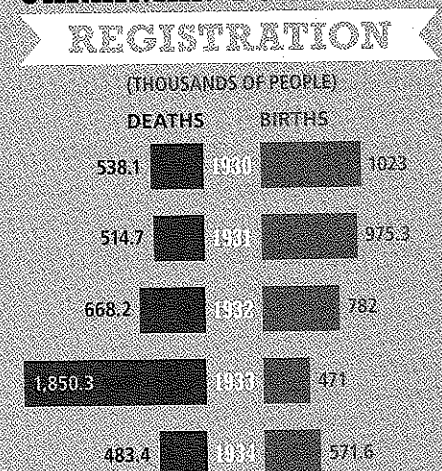 REGISTRATION
(THOUSANDS OF PEOPLE)
DEATHS BIRTHS
538.1 1930 1023
514.7 1931 975.3
668.2 1932 782
1,850.3 1933 471
483.4 1934 571.6